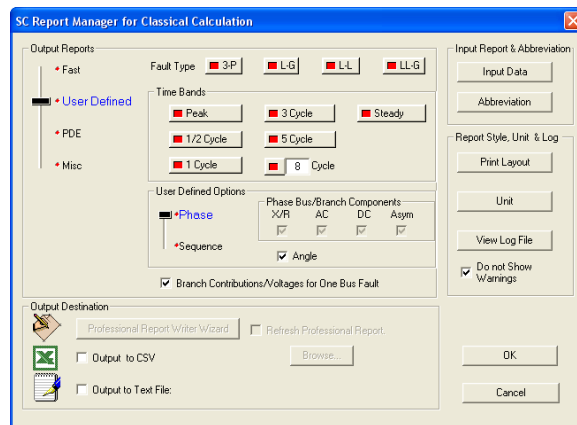 SC Report Manager for Classical Calculation
Output Reports
Fast
User Defined
PDE
Misc
Fault Type
3-P
L-G
L-L
LL-G
Time Bands
Peak
3 Cycle
Steady
1/2 Cycle
5 Cycle
1 Cycle
8 Cycle
User Defined Options
Phase
Sequence
Phase Bus/Branch Components
X/R AC DC Asym
Angle
Branch Contributions/Voltages for One Bus Fault
Input Report & Abbreviation
Input Data
Abbreviation
Report Style, Unit & Log
Print Layout
Unit
View Log File
Do not Show
Warnings
Output Destination
Professional Report Writer Wizard
Refresh Professional Report.
Output to CSV
Browse...
Output to Text File:
OK
Cancel